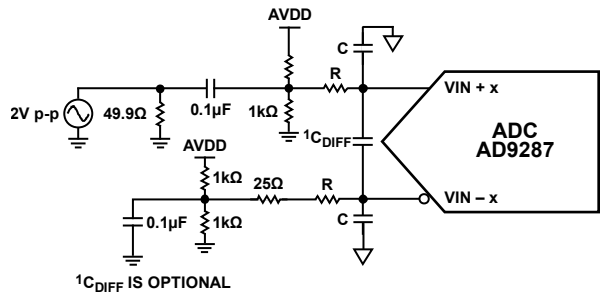 AVDD
C
R
VIN + x
2V p-p
49.9Ω
0.1µF
1kΩ
1CDIFF
ADC
AD9287
AVDD
1kΩ
25Ω
R
VIN – x
0.1µF
1kΩ
C
1CDIFF IS OPTIONAL